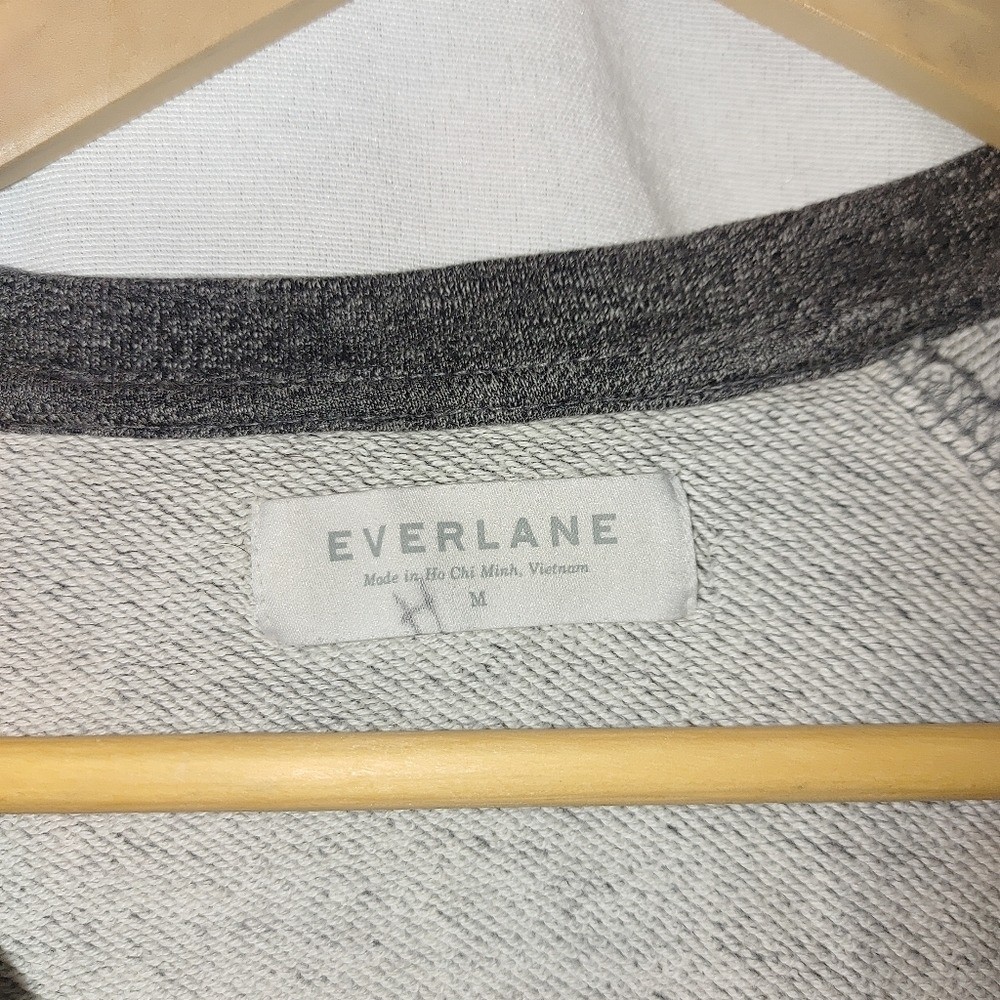 EVERLANE
Made in Ho Chi Minh, Vietnam
M
H